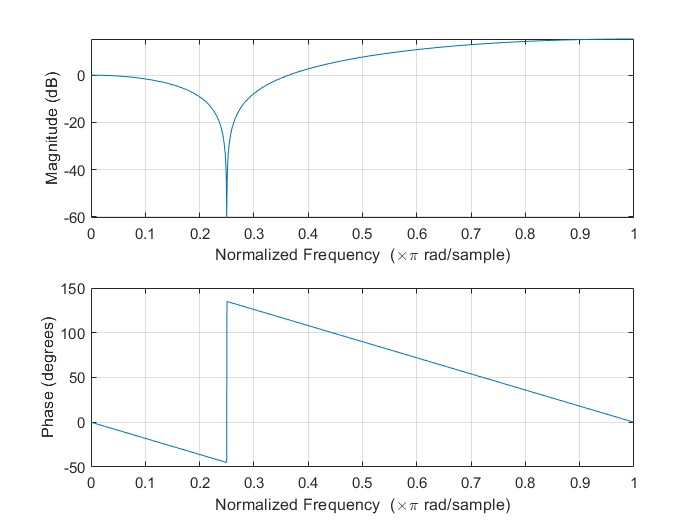 0
-20
-40
-60
Magnitude (dB)
0 0.1 0.2 0.3 0.4 0.5 0.6 0.7 0.8 0.9 1
Normalized Frequency (×π rad/sample)
150
100
50
0
-50
Phase (degrees)
0 0.1 0.2 0.3 0.4 0.5 0.6 0.7 0.8 0.9 1
Normalized Frequency (×π rad/sample)